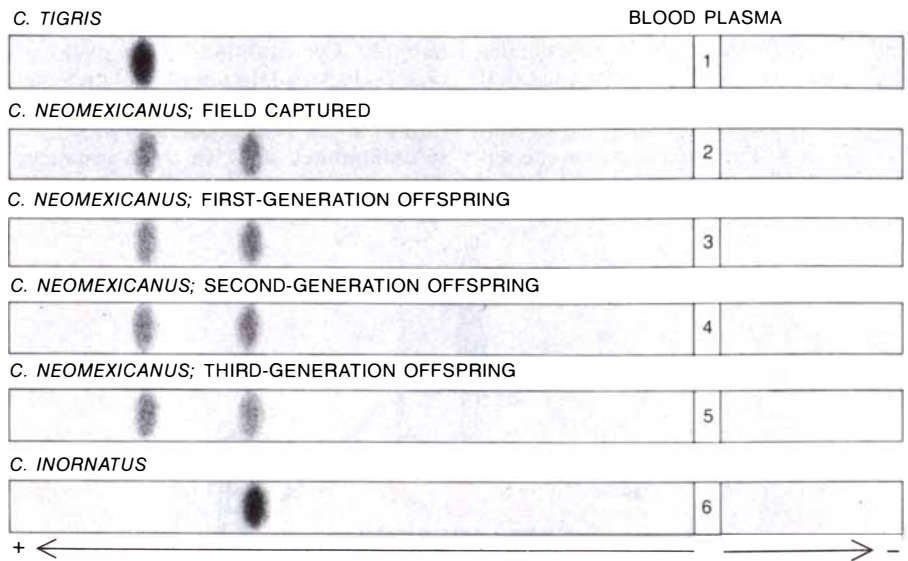 C. TIGRIS BLOOD PLASMA
1
C. NEOMEXICANUS; FIELD CAPTURED
2
C. NEOMEXICANUS; FIRST-GENERATION OFFSPRING
3
C. NEOMEXICANUS; SECOND-GENERATION OFFSPRING
4
C. NEOMEXICANUS; THIRD-GENERATION OFFSPRING
5
C. INORNATUS
6
+ −